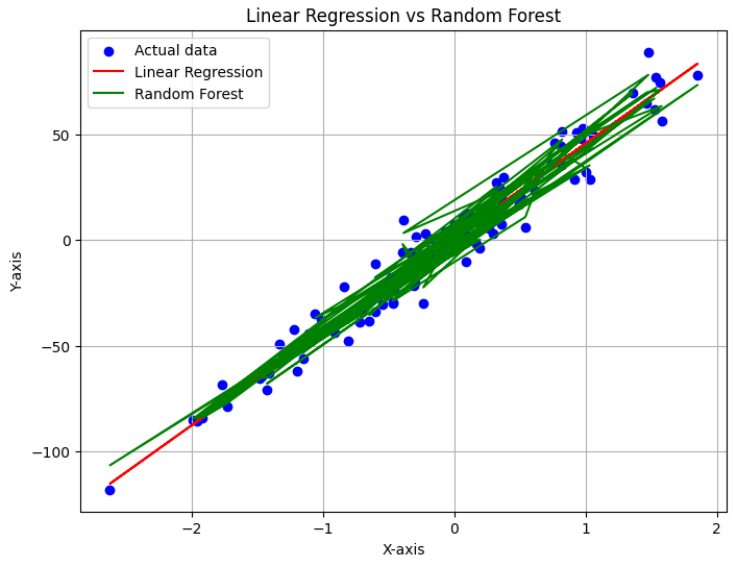 Linear Regression vs Random Forest
Actual data
Linear Regression
Random Forest
Y-axis
50
0
−50
−100
−2
−1
0
1
2
X-axis